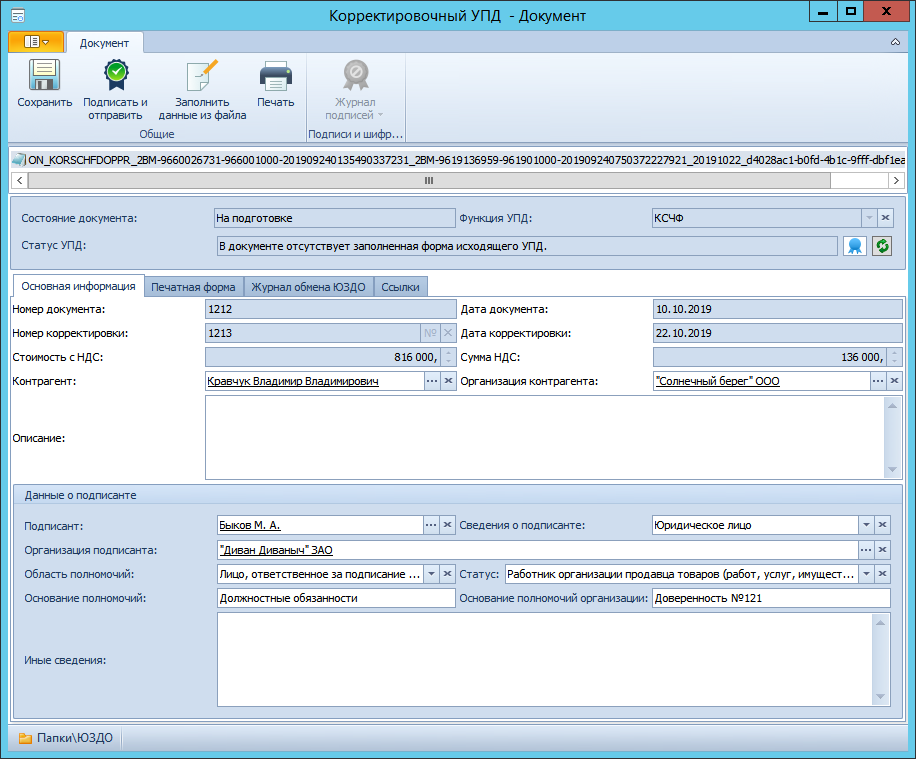 Корректировочный УПД - Документ
Документ
Сохранить
Подписать и отправить
Заполнить данные из файла
Печать
Журнал подписей
Общие
Подписи и шифр...
ON_KORSCHFDOPPR_2BM-9660026731-966001000-201909240135490337231_2BM-9619136959-961901000-201909240750372227921_20191022_d4028ac1-b0fd-4b1c-9fff-dbf1ea
Состояние документа: На подготовке Функция УПД: КСЧФ
Статус УПД: В документе отсутствует заполненная форма исходящего УПД.
Основная информация Печатная форма Журнал обмена ЮЗДО Ссылки
Номер документа: 1212 Дата документа: 10.10.2019
Номер корректировки: 1213 № Дата корректировки: 22.10.2019
Стоимость с НДС: 816 000, Сумма НДС: 136 000,
Контрагент: Кравчук Владимир Владимирович ... Организация контрагента: "Солнечный берег" ООО ...
Описание:
Данные о подписанте
Подписант: Быков М. А. ... Сведения о подписанте: Юридическое лицо
Организация подписанта: "Диван Диваныч" ЗАО ...
Область полномочий: Лицо, ответственное за подписание ... Статус: Работник организации продавца товаров (работ, услуг, имущест...
Основание полномочий: Должностные обязанности Основание полномочий организации: Доверенность №121
Иные сведения:
Папки\ЮЗДО